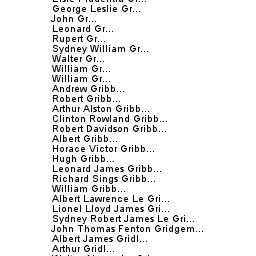 George Leslie Gr...
John Gr...
Leonard Gr...
Rupert Gr...
Sydney William Gr...
Walter Gr...
William Gr...
William Gr...
Andrew Gribb...
Robert Gribb...
Arthur Alston Gribb...
Clinton Rowland Gribb...
Robert Davidson Gribb...
Albert Gribb...
Horace Victor Gribb...
Hugh Gribb...
Leonard James Gribb...
Richard Sings Gribb...
William Gribb...
Albert Lawrence Le Gri...
Lionel Lloyd James Gri...
Sydney Robert James Le Gri...
John Thomas Fenton Gridgem...
Albert James Gridl...
Arthur Gridl...